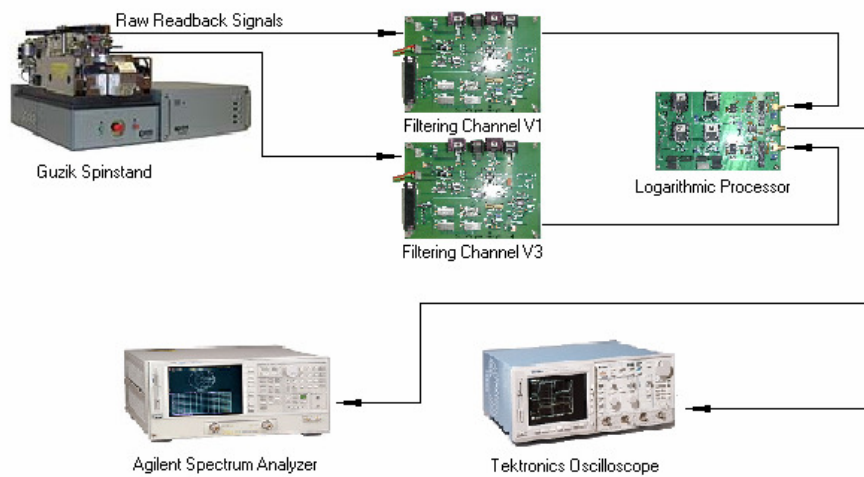 Raw Readback Signals
Filtering Channel V1
Guzik Spinstand
Logarithmic Processor
Filtering Channel V3
Agilent Spectrum Analyzer
Tektronics Oscilloscope